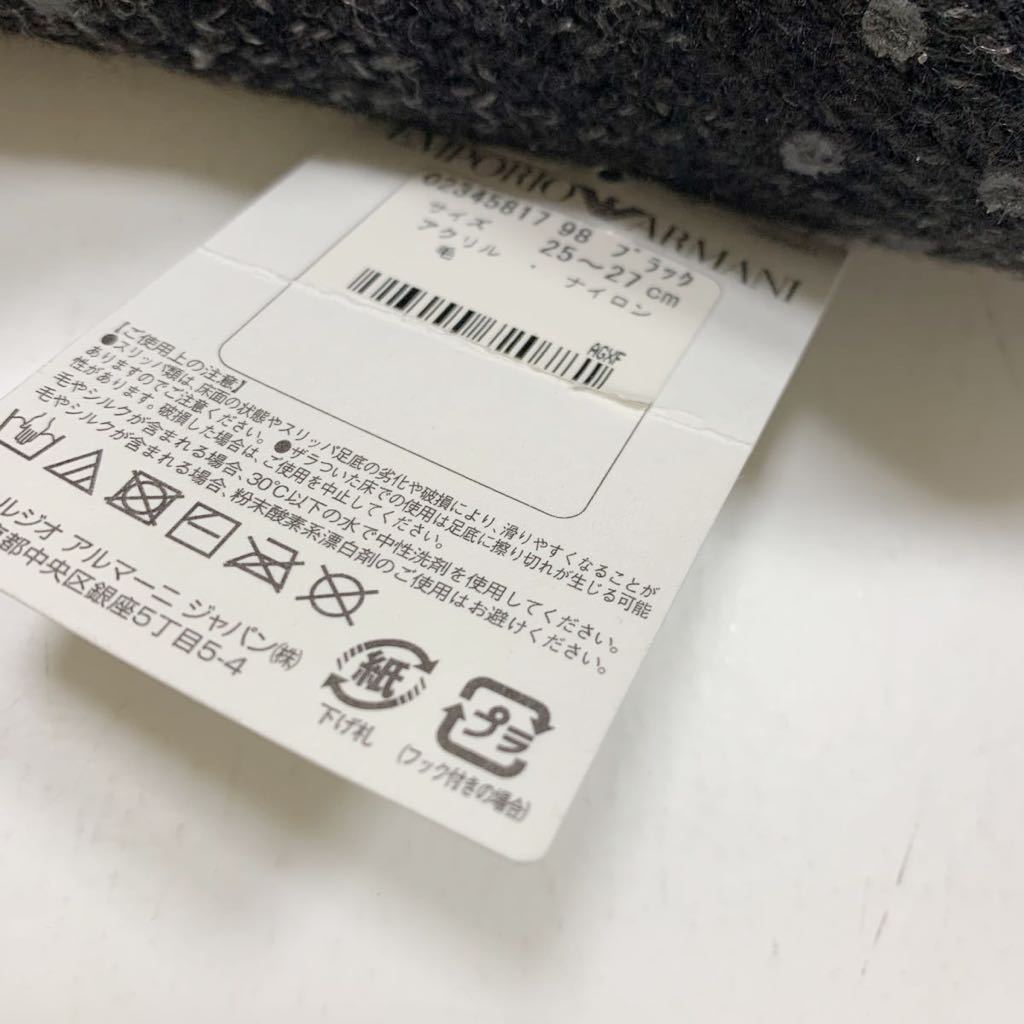 EMPORIO ARMANI
02345817 98 ブラック
サイズ 25～27cm
アクリル ・ ナイロン
毛
AGXF
【ご使用上の注意】
●スリッパ類は、床面の状態やスリッパ足底の劣化や破損により、滑りやすくなることが
ありますのでご注意ください。●ザラついた床での使用は足底に擦り切れが生じる可能
性があります。破損した場合は、ご使用を中止してください。
毛やシルクが含まれる場合、30℃以下の水で中性洗剤を使用してください。
毛やシルクが含まれる場合、粉末酸素系漂白剤のご使用はお避けください。
ルジオ アルマーニ ジャパン㈱
京都中央区銀座5丁目5-4
紙
下げ札
プラ
(フック付きの場合)